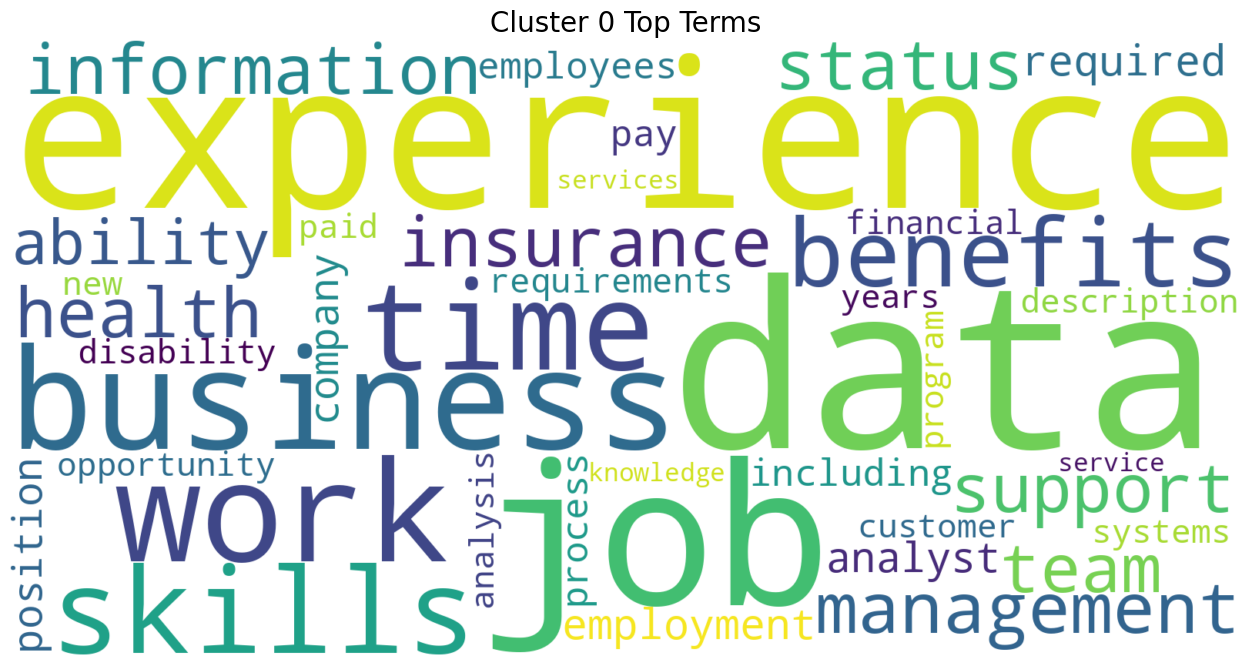 Cluster 0 Top Terms
information
employees
status
required
experience
pay
services
ability
paid
insurance
financial
benefits
new
health
company
time
requirements
years
description
disability
business
data
program
position
opportunity
work
analysis
job
process
knowledge
including
service
support
customer
systems
analyst
team
skills
employment
management